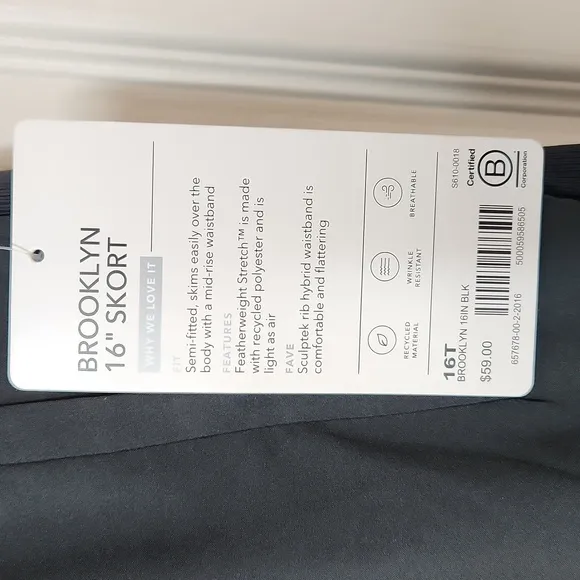 BROOKLYN
16" SKORT
WHY WE LOVE IT
FIT
Semi-fitted, skims easily over the
body with a mid-rise waistband
FEATURES
Featherweight Stretch™ is made
with recycled polyester and is
light as air
FAVE
Sculptek rib hybrid waistband is
comfortable and flattering
RECYCLED
MATERIAL
WRINKLE
RESISTANT
BREATHABLE
16T
BROOKLYN 16IN BLK
$59.00
S610-0018
Certified
B
Corporation
500059586505
657678-00-2-2016